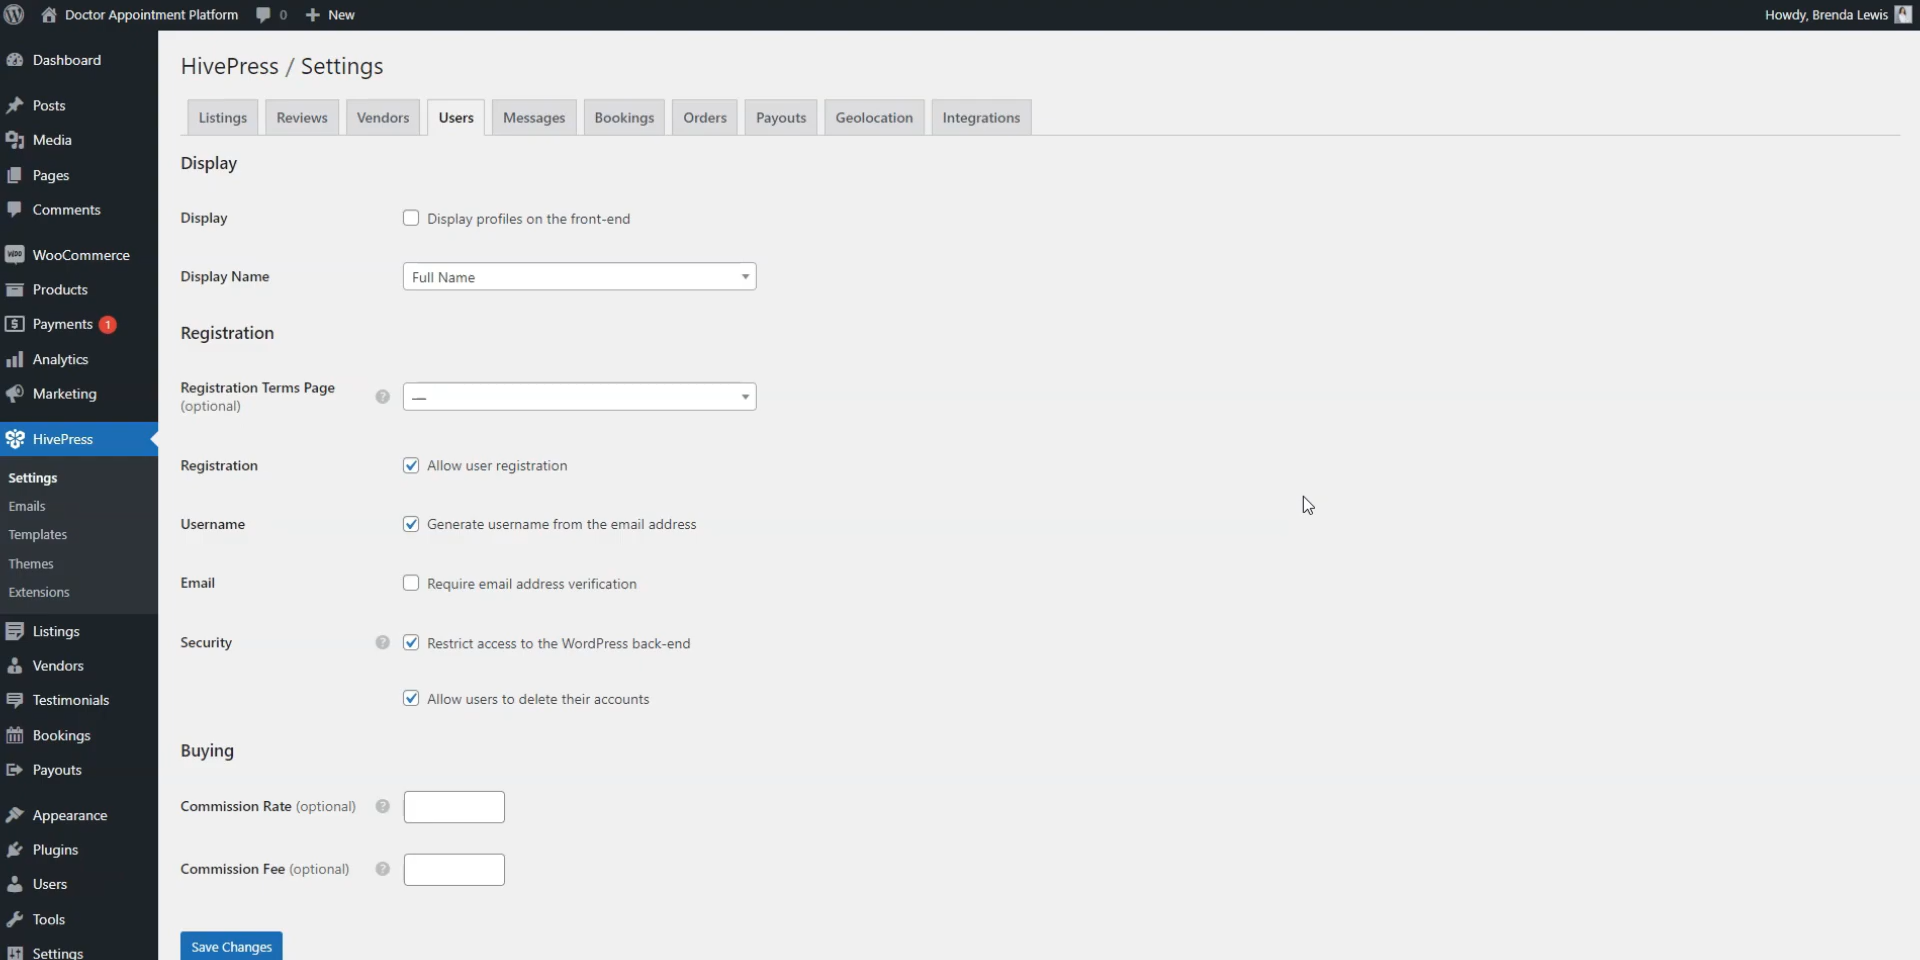 Doctor Appointment Platform 0 New Howdy, Brenda Lewis
Dashboard
Posts
Media
Pages
Comments
WooCommerce
Products
Payments 1
Analytics
Marketing
HivePress
Settings
Emails
Templates
Themes
Extensions
Listings
Vendors
Testimonials
Bookings
Payouts
Appearance
Plugins
Users
Tools
Settings
HivePress / Settings
Listings Reviews Vendors Users Messages Bookings Orders Payouts Geolocation Integrations
Display
Display Display profiles on the front-end
Display Name Full Name
Registration
Registration Terms Page
(optional)
? —
Registration Allow user registration
Username Generate username from the email address
Email Require email address verification
Security ? Restrict access to the WordPress back-end
Allow users to delete their accounts
Buying
Commission Rate (optional) ?
Commission Fee (optional) ?
Save Changes